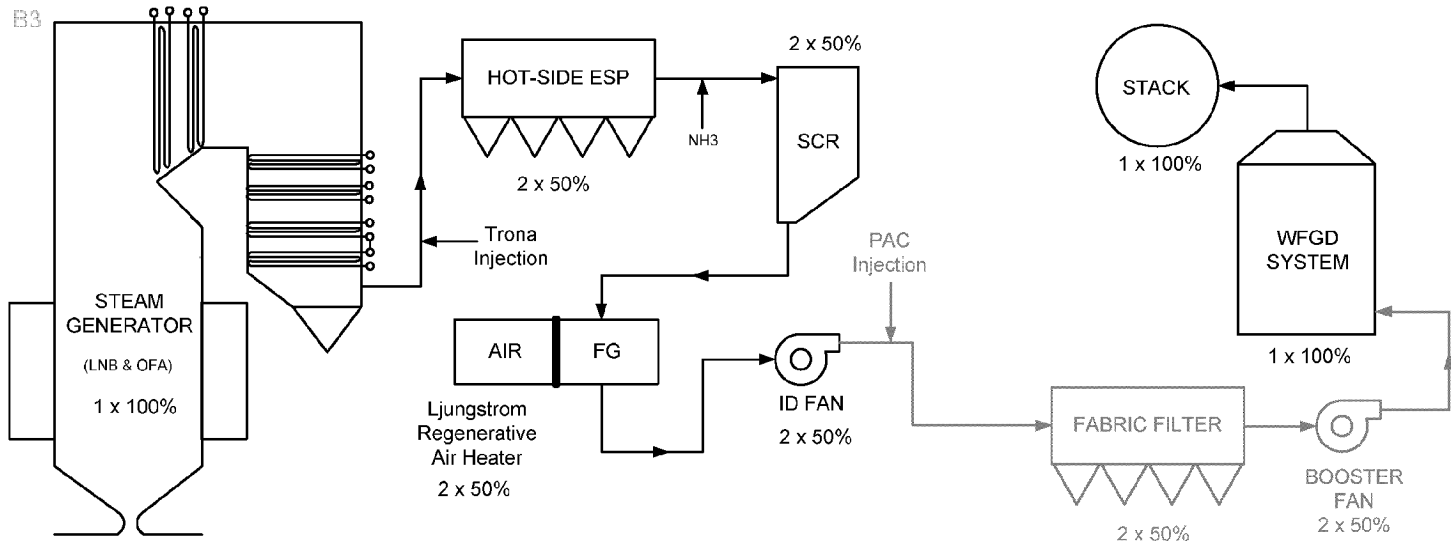 B3
STEAM
GENERATOR
(LNB & OFA)
1 x 100%
Trona
Injection
HOT-SIDE ESP
2 x 50%
NH3
2 x 50%
SCR
AIR
FG
Ljungstrom
Regenerative
Air Heater
2 x 50%
ID FAN
2 x 50%
PAC
Injection
FABRIC FILTER
2 x 50%
BOOSTER
FAN
2 x 50%
WFGD
SYSTEM
1 x 100%
STACK
1 x 100%